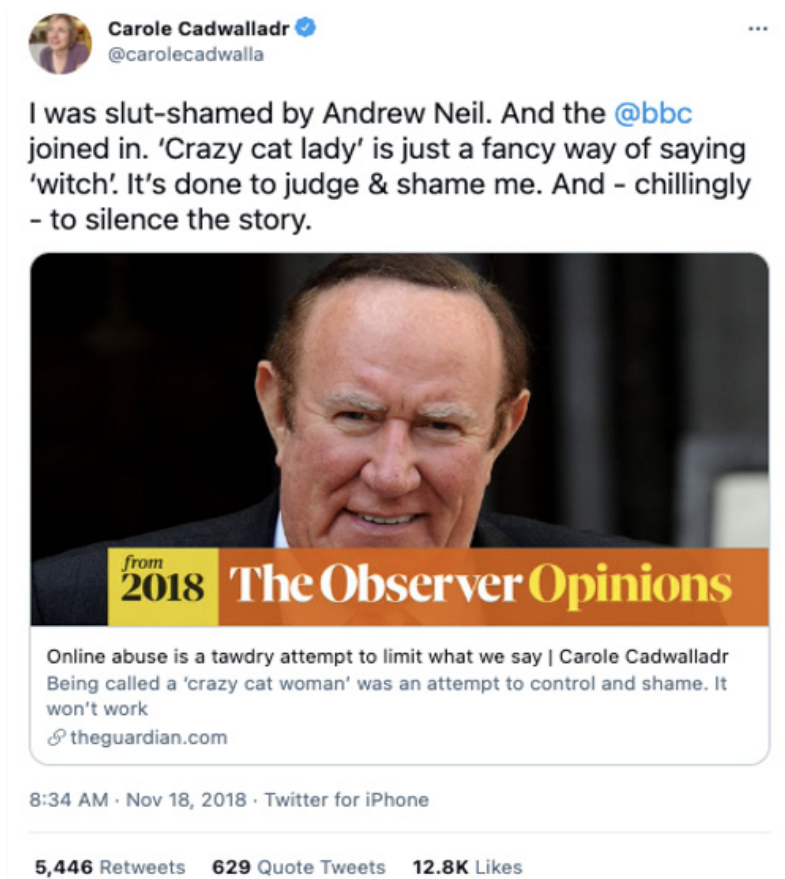 Carole Cadwalladr
@carolecadwalla
I was slut-shamed by Andrew Neil. And the @bbc
joined in. ‘Crazy cat lady’ is just a fancy way of saying
‘witch’. It’s done to judge & shame me. And - chillingly
- to silence the story.
from
2018 The Observer Opinions
Online abuse is a tawdry attempt to limit what we say | Carole Cadwalladr
Being called a ‘crazy cat woman’ was an attempt to control and shame. It
won’t work
theguardian.com
8:34 AM · Nov 18, 2018 · Twitter for iPhone
5,446 Retweets 629 Quote Tweets 12.8K Likes